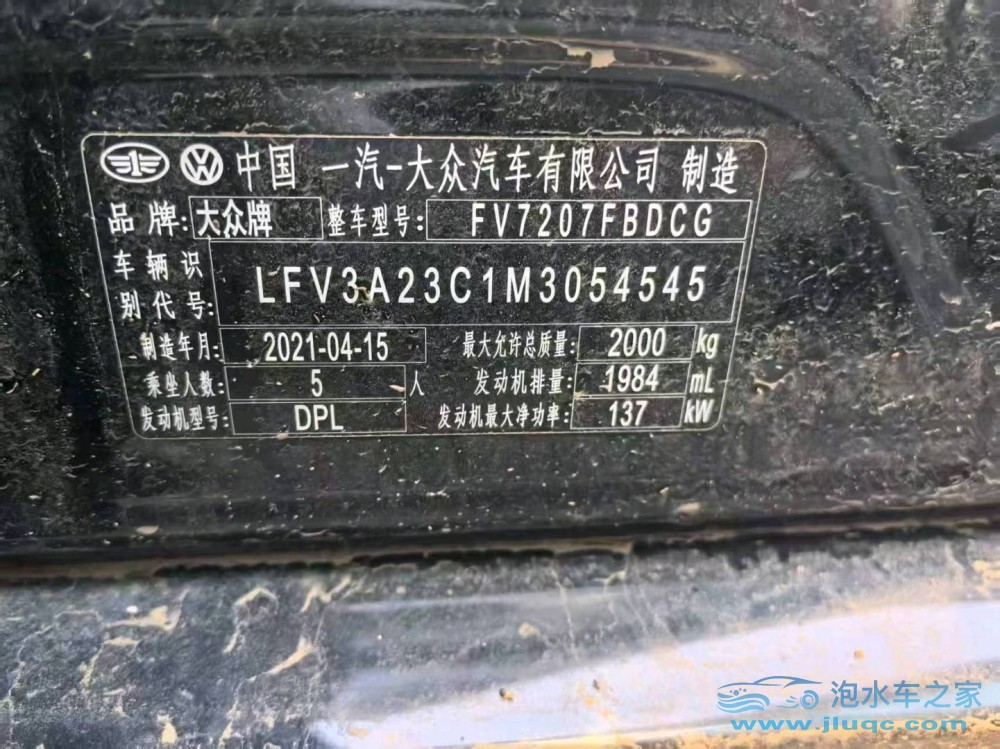 中国 一汽-大众汽车有限公司 制造
品牌: 大众牌 整车型号: FV7207FBDCG
车辆识别代号: LFV3A23C1M3054545
制造年月: 2021-04-15 最大允许总质量: 2000 kg
乘坐人数: 5 人 发动机排量: 1984 mL
发动机型号: DPL 发动机最大净功率: 137 kW
泡水车之家
www.jluqc.com